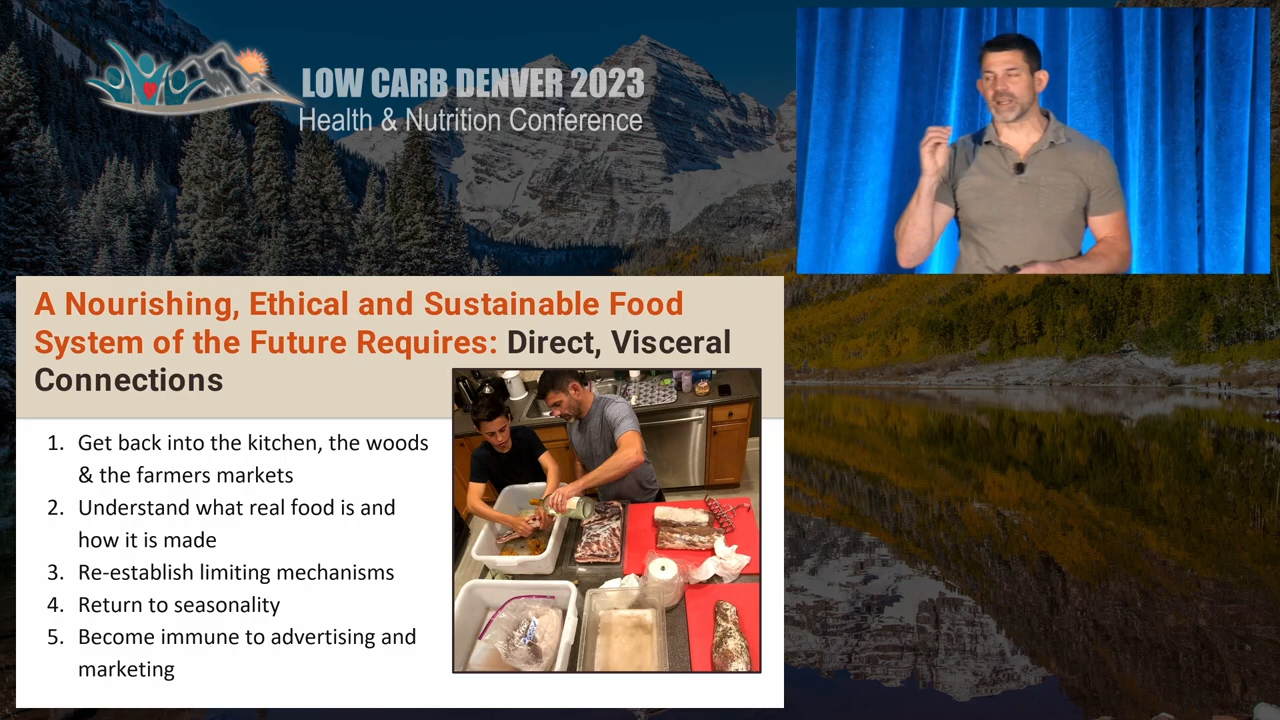 LOW CARB DENVER 2023
Health & Nutrition Conference
A Nourishing, Ethical and Sustainable Food
System of the Future Requires: Direct, Visceral
Connections
1. Get back into the kitchen, the woods
& the farmers markets
2. Understand what real food is and
how it is made
3. Re-establish limiting mechanisms
4. Return to seasonality
5. Become immune to advertising and
marketing